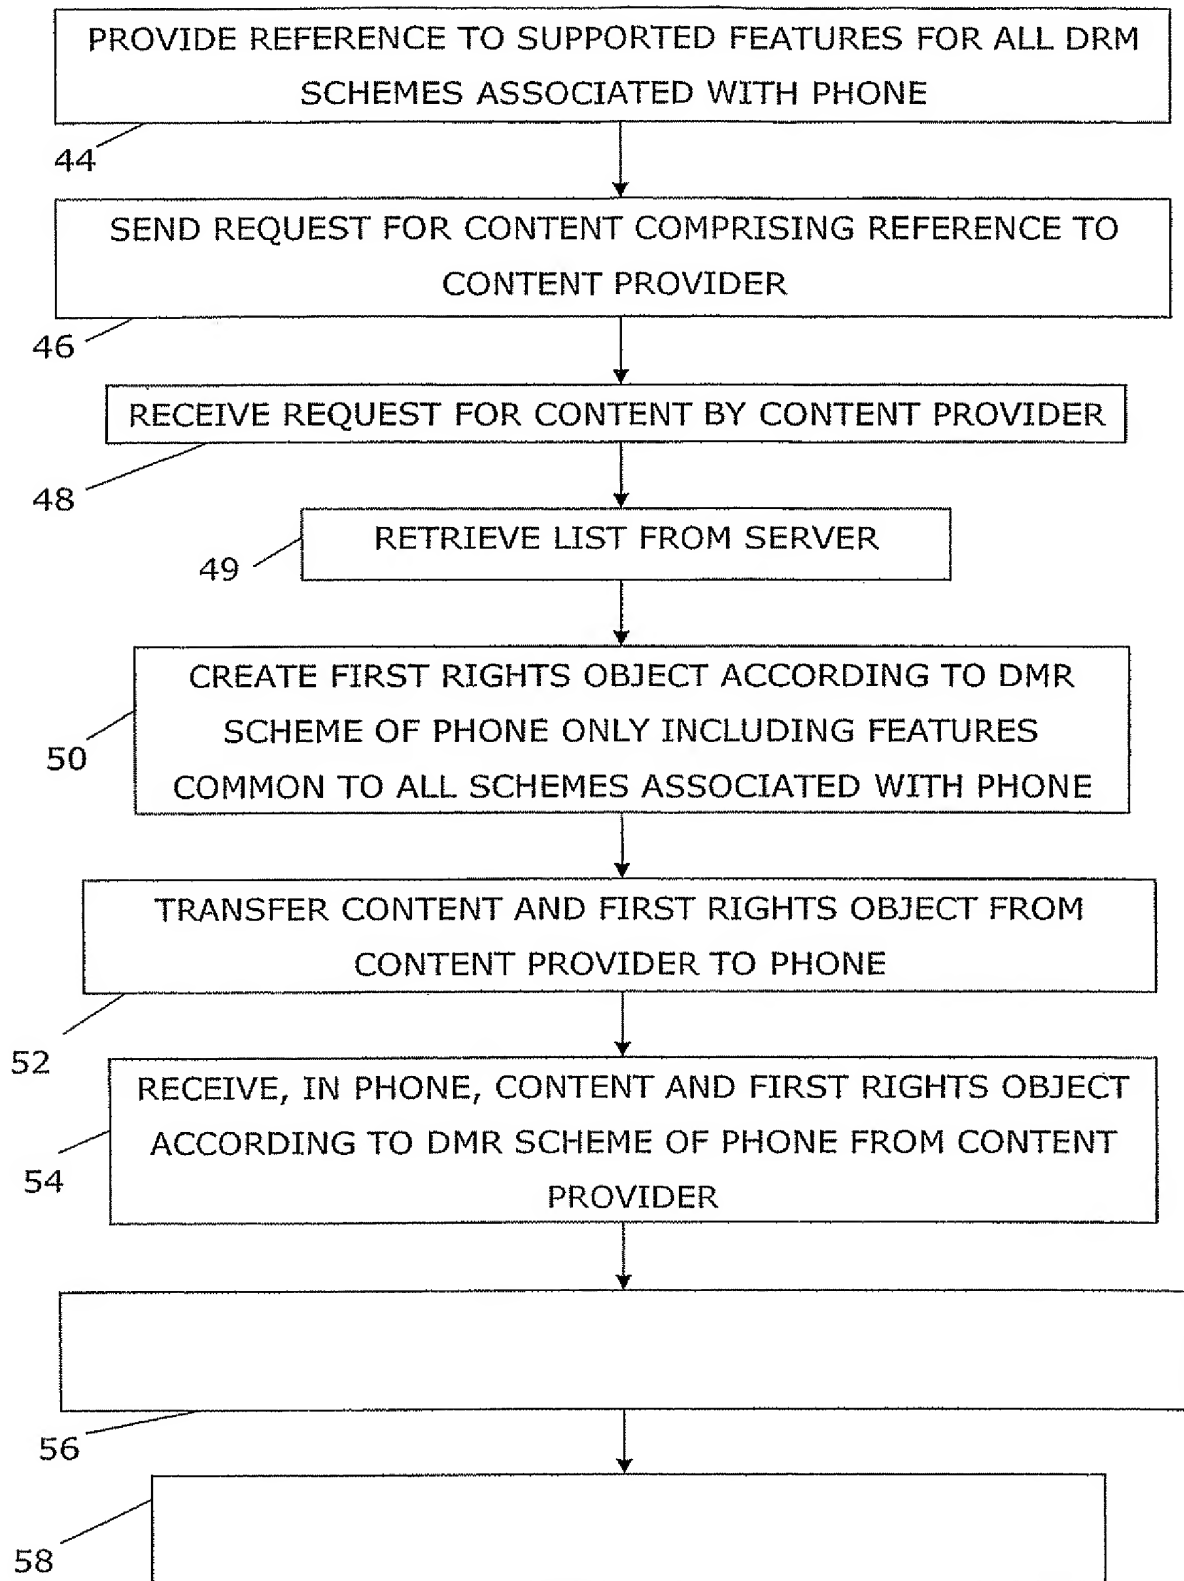 PROVIDE REFERENCE TO SUPPORTED FEATURES FOR ALL DRM
SCHEMES ASSOCIATED WITH PHONE
44
SEND REQUEST FOR CONTENT COMPRISING REFERENCE TO
CONTENT PROVIDER
46
RECEIVE REQUEST FOR CONTENT BY CONTENT PROVIDER
48
RETRIEVE LIST FROM SERVER
49
CREATE FIRST RIGHTS OBJECT ACCORDING TO DMR
SCHEME OF PHONE ONLY INCLUDING FEATURES
COMMON TO ALL SCHEMES ASSOCIATED WITH PHONE
50
TRANSFER CONTENT AND FIRST RIGHTS OBJECT FROM
CONTENT PROVIDER TO PHONE
52
RECEIVE, IN PHONE, CONTENT AND FIRST RIGHTS OBJECT
ACCORDING TO DMR SCHEME OF PHONE FROM CONTENT
PROVIDER
54
56
58